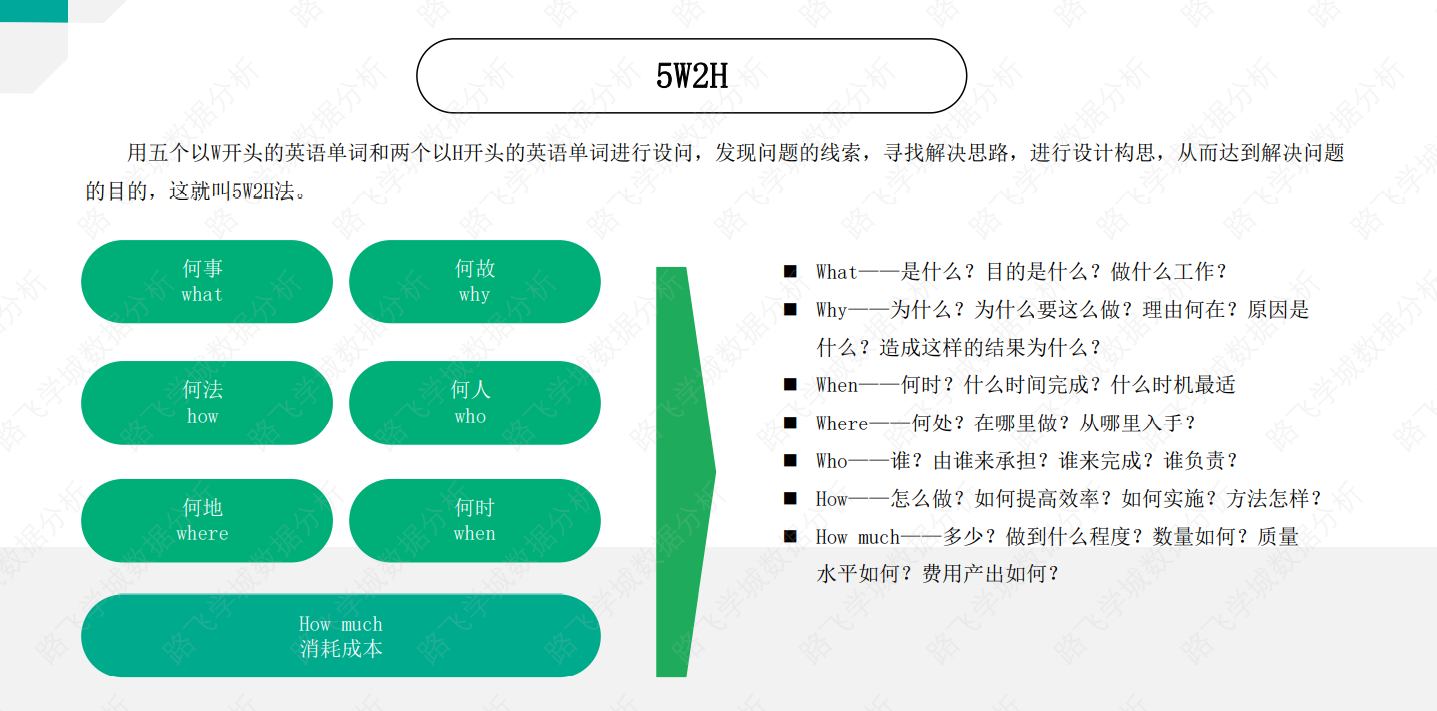 5W2H
用五个以W开头的英语单词和两个以H开头的英语单词进行设问，发现问题的线索，寻找解决思路，进行设计构思，从而达到解决问题
的目的，这就叫5W2H法。
何事
what
何故
why
何法
how
何人
who
何地
where
何时
when
How much
消耗成本
■ What——是什么？目的是什么？做什么工作？
■ Why——为什么？为什么要这么做？理由何在？原因是
什么？造成这样的结果为什么？
■ When——何时？什么时间完成？什么时机最适
■ Where——何处？在哪里做？从哪里入手？
■ Who——谁？由谁来承担？谁来完成？谁负责？
■ How——怎么做？如何提高效率？如何实施？方法怎样？
■ How much——多少？做到什么程度？数量如何？质量
水平如何？费用产出如何？
路飞学城数据分析